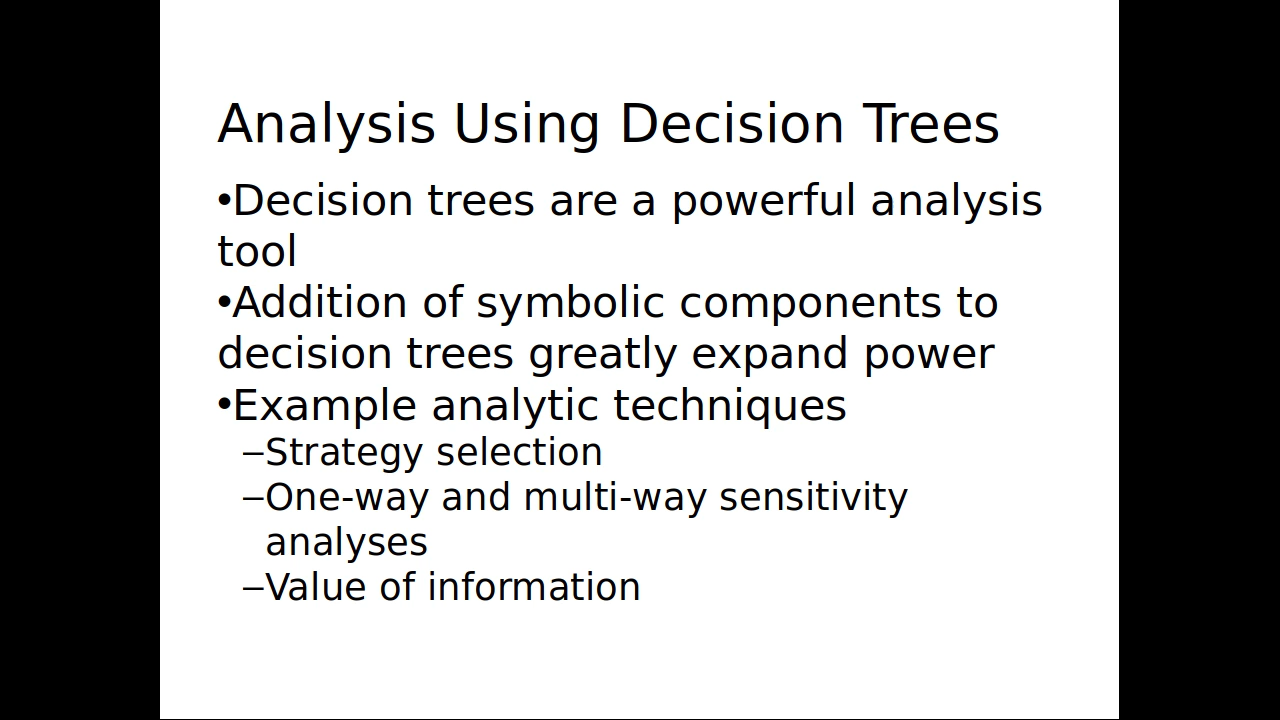 Analysis Using Decision Trees
•Decision trees are a powerful analysis
tool
•Addition of symbolic components to
decision trees greatly expand power
•Example analytic techniques
–Strategy selection
–One-way and multi-way sensitivity
analyses
–Value of information